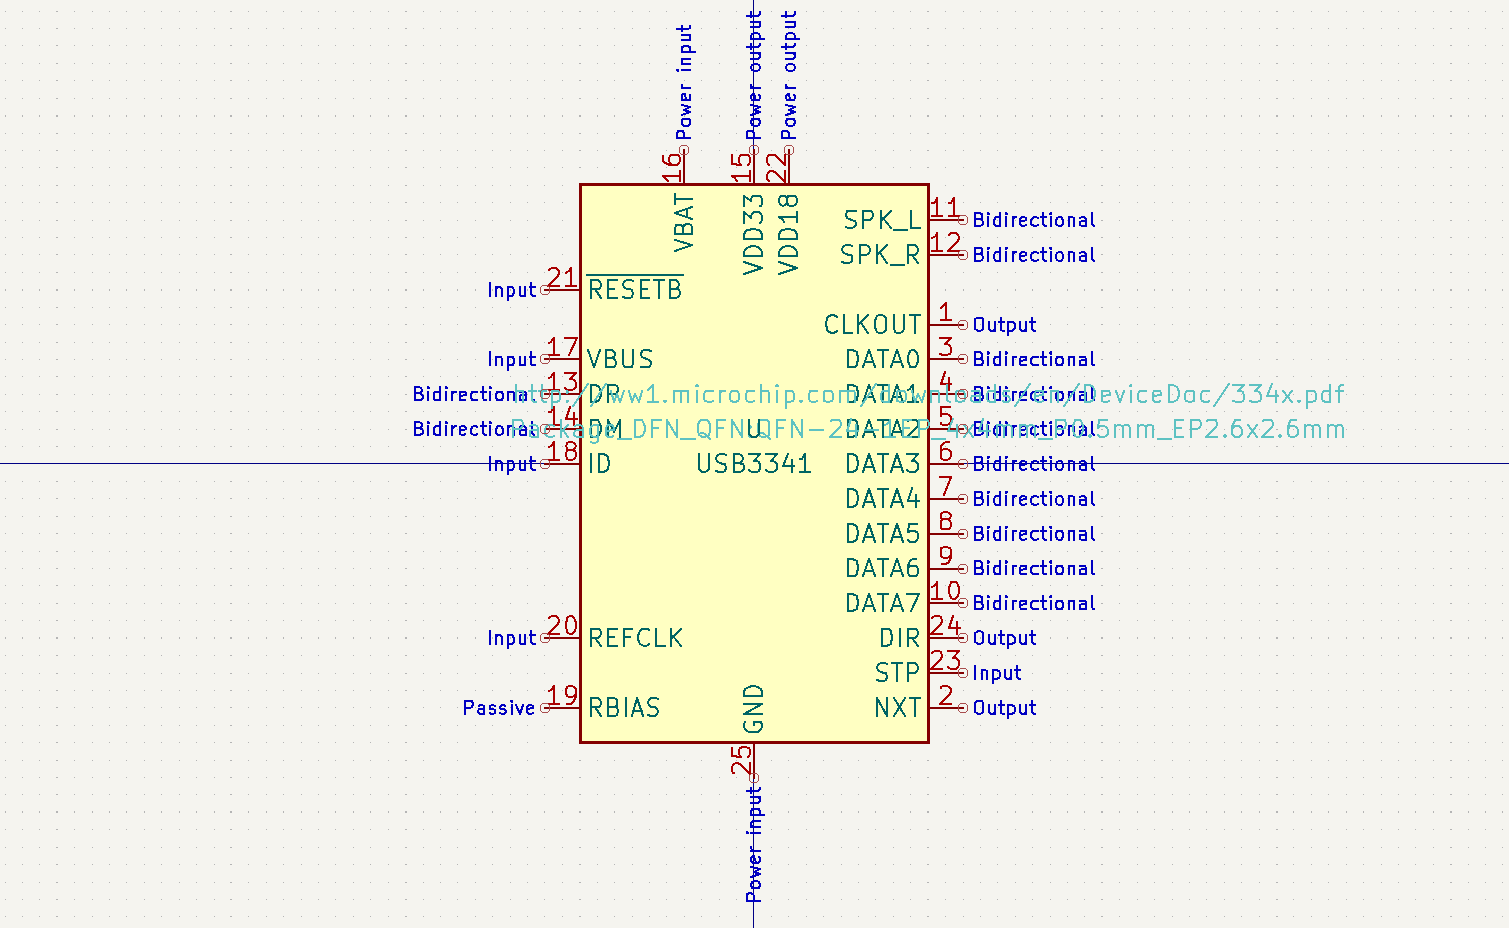 Power input
Power output
Power output
16
15
22
VBAT
VDD33
VDD18
SPK_L 11 Bidirectional
SPK_R 12 Bidirectional
Input 21 RESETB
CLKOUT 1 Output
Input 17 VBUS
DATA0 3 Bidirectional
Bidirectional 13 DP
DATA1 4 Bidirectional
http://ww1.microchip.com/downloads/en/DeviceDoc/334x.pdf
Bidirectional 14 DM
U
DATA2 5 Bidirectional
Package_DFN_QFN:QFN-24-1EP_4x4mm_P0.5mm_EP2.6x2.6mm
Input 18 ID
USB3341
DATA3 6 Bidirectional
DATA4 7 Bidirectional
DATA5 8 Bidirectional
DATA6 9 Bidirectional
DATA7 10 Bidirectional
Input 20 REFCLK
DIR 24 Output
STP 23 Input
Passive 19 RBIAS
NXT 2 Output
GND
25
Power input